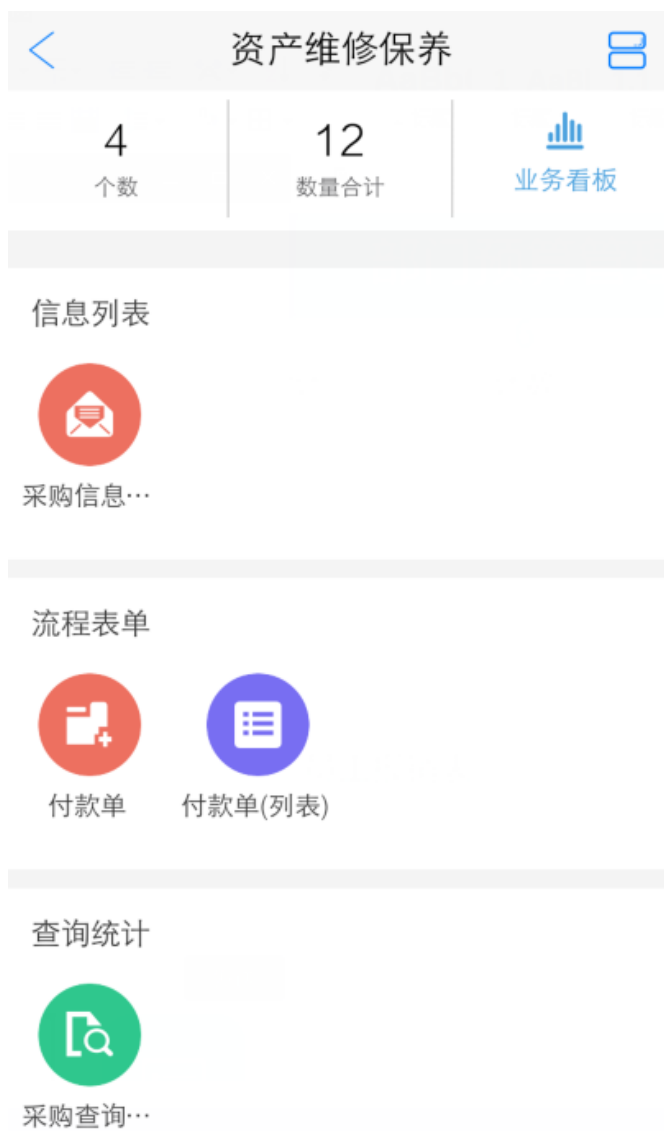 资产维修保养
4
12
个数
数量合计
业务看板
信息列表
采购信息…
流程表单
付款单
付款单(列表)
查询统计
采购查询…